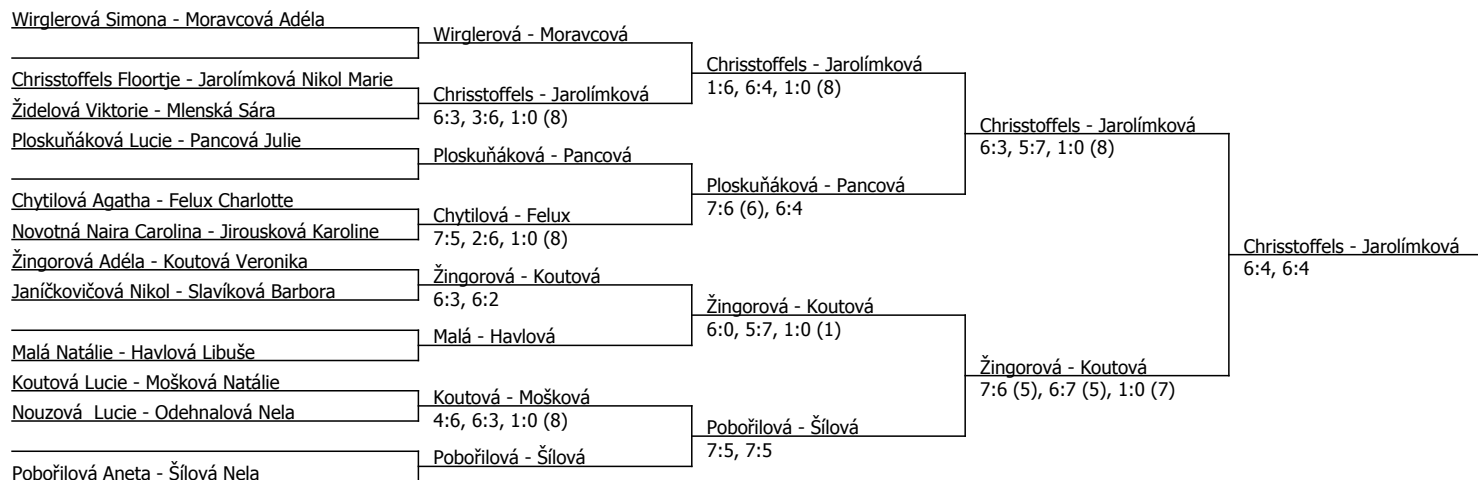 Wirglerová Simona - Moravcová Adéla
Chrisstoffels Floortje - Jarolímková Nikol Marie
Židelová Viktorie - Mlenská Sára
Ploskuňáková Lucie - Pancová Julie
Chytilová Agatha - Felux Charlotte
Novotná Naira Carolina - Jirousková Karoline
Žingorová Adéla - Koutová Veronika
Janíčkovičová Nikol - Slavíková Barbora
Malá Natálie - Havlová Libuše
Koutová Lucie - Mošková Natálie
Nouzová  Lucie - Odehnalová Nela
Pobořilová Aneta - Šílová Nela
Wirglerová - Moravcová
Chrisstoffels - Jarolímková
6:3, 3:6, 1:0 (8)
Ploskuňáková - Pancová
Chytilová - Felux
7:5, 2:6, 1:0 (8)
Žingorová - Koutová
6:3, 6:2
Malá - Havlová
Koutová - Mošková
4:6, 6:3, 1:0 (8)
Pobořilová - Šílová
Chrisstoffels - Jarolímková
1:6, 6:4, 1:0 (8)
Ploskuňáková - Pancová
7:6 (6), 6:4
Žingorová - Koutová
6:0, 5:7, 1:0 (1)
Pobořilová - Šílová
7:5, 7:5
Chrisstoffels - Jarolímková
6:3, 5:7, 1:0 (8)
Žingorová - Koutová
7:6 (5), 6:7 (5), 1:0 (7)
Chrisstoffels - Jarolímková
6:4, 6:4